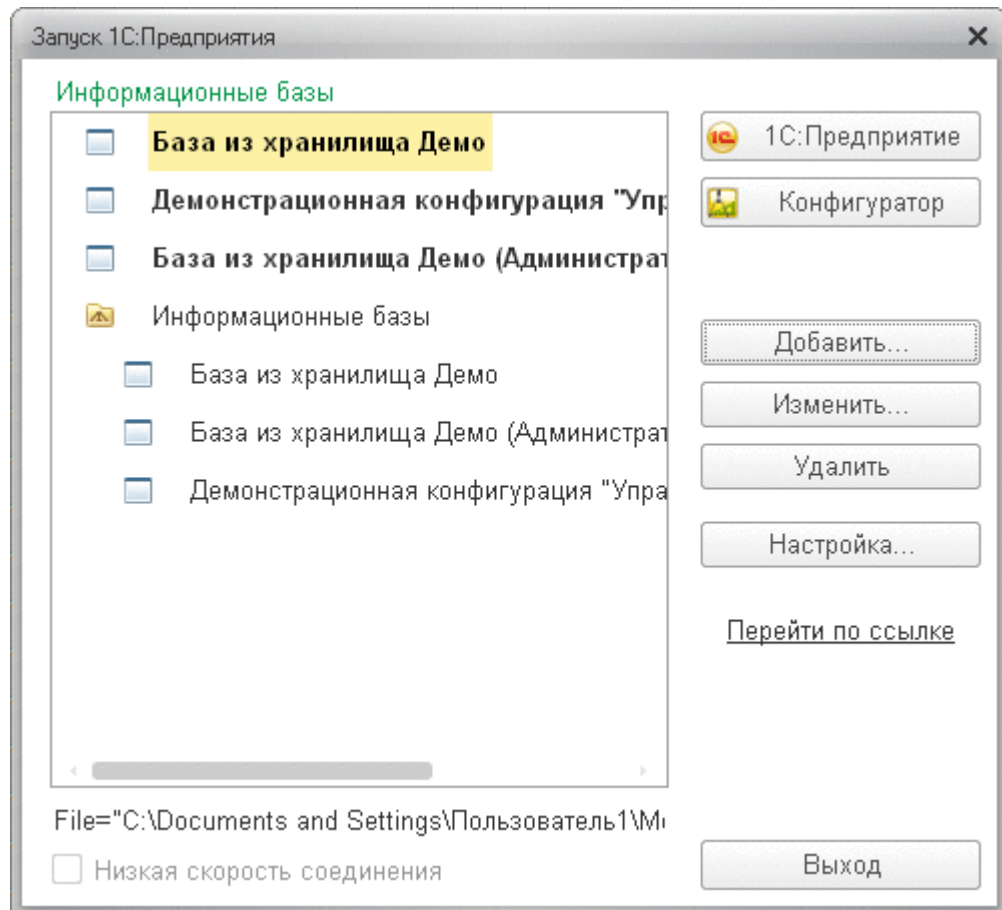 Запуск 1С:Предприятия
Информационные базы
База из хранилища Демо
Демонстрационная конфигурация "Упр
База из хранилища Демо (Администрат
Информационные базы
База из хранилища Демо
База из хранилища Демо (Администрат
Демонстрационная конфигурация "Упра
File="C:\Documents and Settings\Пользователь1\М
Низкая скорость соединения
1С:Предприятие
Конфигуратор
Добавить...
Изменить...
Удалить
Настройка...
Перейти по ссылке
Выход